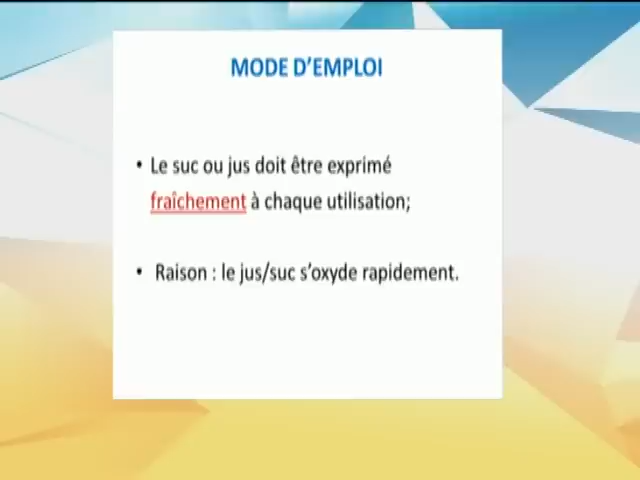 MODE D’EMPLOI
• Le suc ou jus doit être exprimé
fraîchement à chaque utilisation;
• Raison : le jus/suc s’oxyde rapidement.